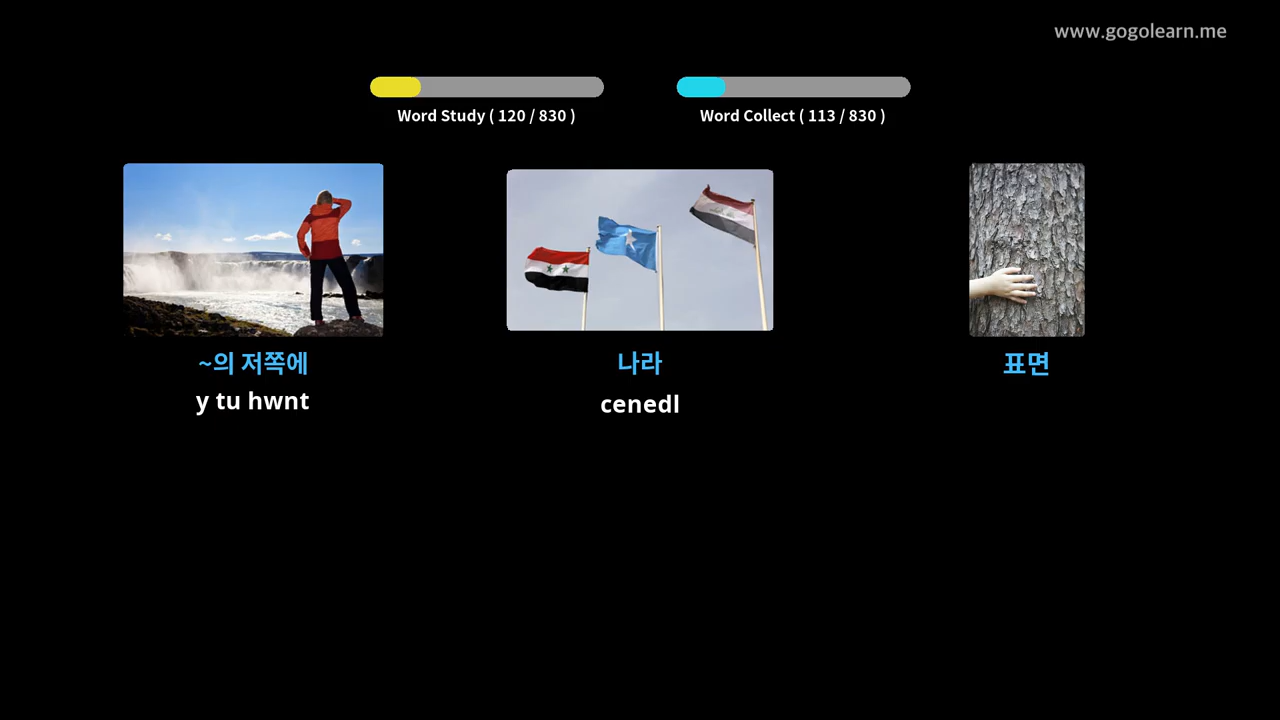 www.gogolearn.me
Word Study ( 120 / 830 )
Word Collect ( 113 / 830 )
~의 저쪽에
나라
표면
y tu hwnt
cenedl